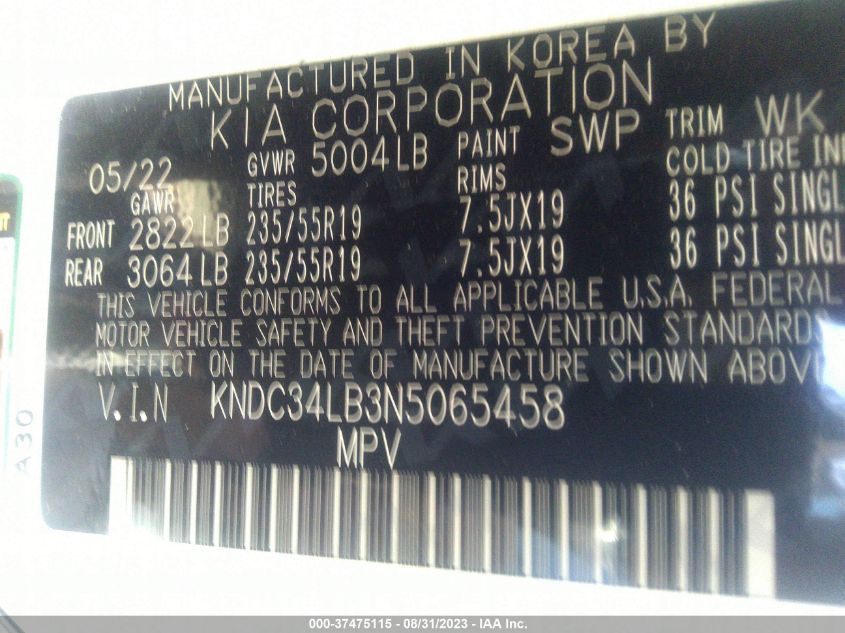 MANUFACTURED IN KOREA BY
KIA CORPORATION
05/22 GVWR 5004LB PAINT SWP TRIM WK
GAWR TIRES RIMS COLD TIRE
FRONT 2822LB 235/55R19 7.5JX19 36 PSI SINGL
REAR 3064LB 235/55R19 7.5JX19 36 PSI SINGL
THIS VEHICLE CONFORMS TO ALL APPLICABLE U.S.A. FEDERAL
MOTOR VEHICLE SAFETY AND THEFT PREVENTION STANDARDS
IN EFFECT ON THE DATE OF MANUFACTURE SHOWN ABOV
V.I.N KNDC34LB3N5065458
MPV
A30
000-37475115 - 08/31/2023 - IAA Inc.